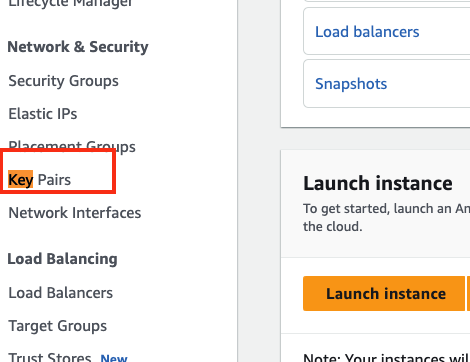 Lifecycle Manager
Network & Security
Security Groups
Elastic IPs
Placement Groups
Key Pairs
Network Interfaces
Load Balancing
Load Balancers
Target Groups
Trust Stores New
Load balancers
Snapshots
Launch instance
To get started, launch an Am
the cloud.
Launch instance
Note: Your instances will